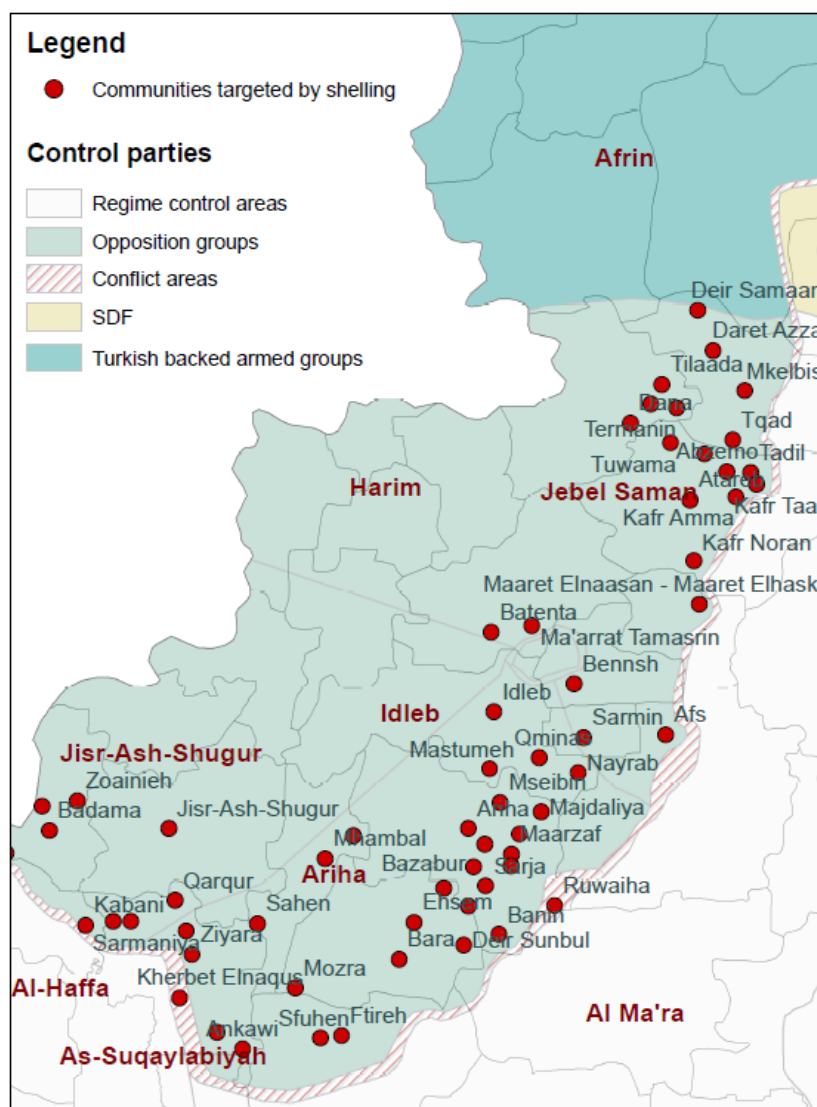 Legend
Communities targeted by shelling
Control parties
Regime control areas
Opposition groups
Conflict areas
SDF
Turkish backed armed groups
Afrin
Deir Samaan
Daret Azza
Tilaada
Mkelbis
Dana
Termanin
Tqad
Tuwama
Abzemo
Tadil
Harim
Jebel Saman
Atareb
Kafr Amma
Kafr Taa
Kafr Noran
Maaret Elnaasan - Maaret Elhask
Batenta
Ma'arrat Tamasrin
Bennsh
Idleb
Idleb
Sarmin
Afs
Qminas
Mastumeh
Nayrab
Jisr-Ash-Shugur
Mseibin
Zoainieh
Badama
Jisr-Ash-Shugur
Ariha
Majdaliya
Mhambal
Maarzaf
Ariha
Bazabur
Sarja
Qarqur
Ehsem
Ruwaiha
Kabani
Sahen
Banin
Sarmaniya
Ziyara
Bara
Deir Sunbul
Al-Haffa
Kherbet Elnaqus
Mozra
Al Ma'ra
Ankawi
Sfuhen
Ftireh
As-Suqaylabiyah